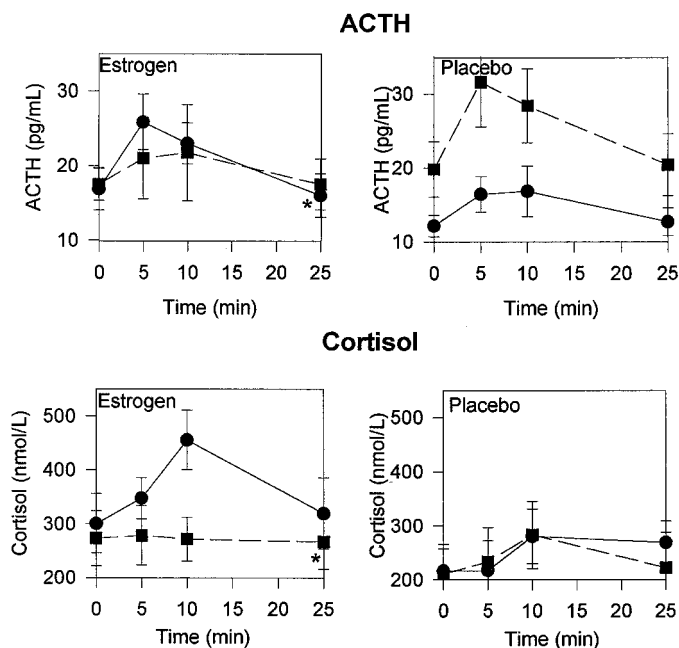 ACTH
Estrogen
ACTH (pg/mL)
30
20
10
*
0 5 10 15 20 25
Time (min)
Placebo
ACTH (pg/mL)
30
20
10
0 5 10 15 20 25
Time (min)
Cortisol
Estrogen
Cortisol (nmol/L)
500
400
300
200
*
0 5 10 15 20 25
Time (min)
Placebo
Cortisol (nmol/L)
500
400
300
200
0 5 10 15 20 25
Time (min)